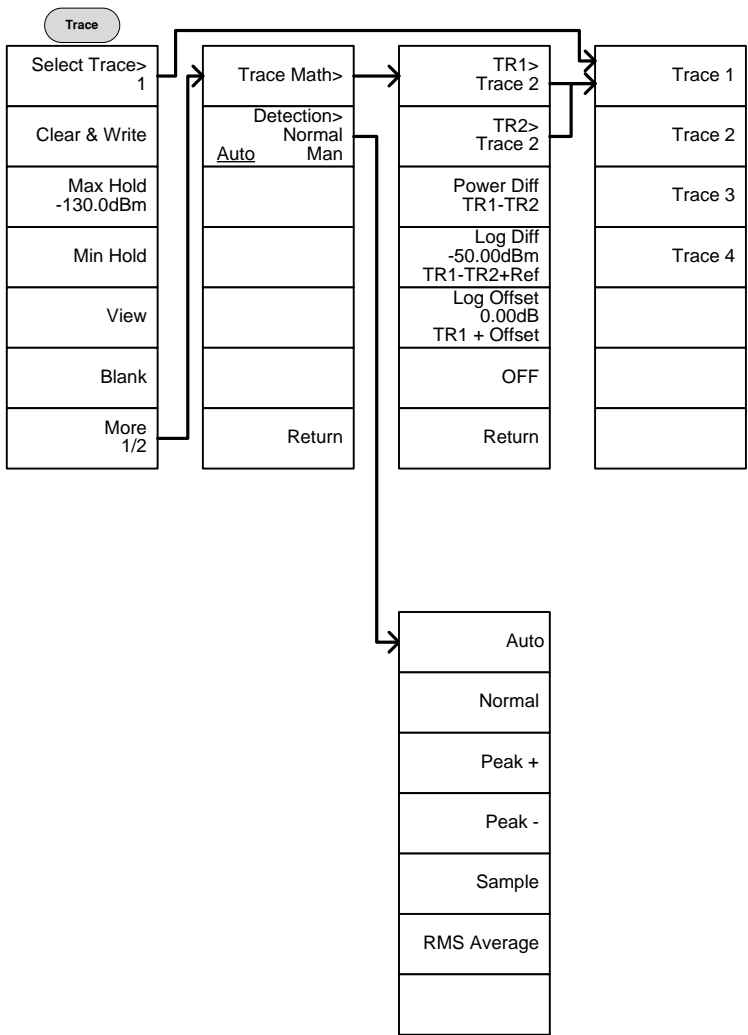 Trace
Select Trace>
1
Clear & Write
Max Hold
-130.0dBm
Min Hold
View
Blank
More
1/2
Trace Math>
Detection>
Normal
Auto Man
Return
TR1>
Trace 2
TR2>
Trace 2
Power Diff
TR1-TR2
Log Diff
-50.00dBm
TR1-TR2+Ref
Log Offset
0.00dB
TR1 + Offset
OFF
Return
Trace 1
Trace 2
Trace 3
Trace 4
Auto
Normal
Peak +
Peak -
Sample
RMS Average